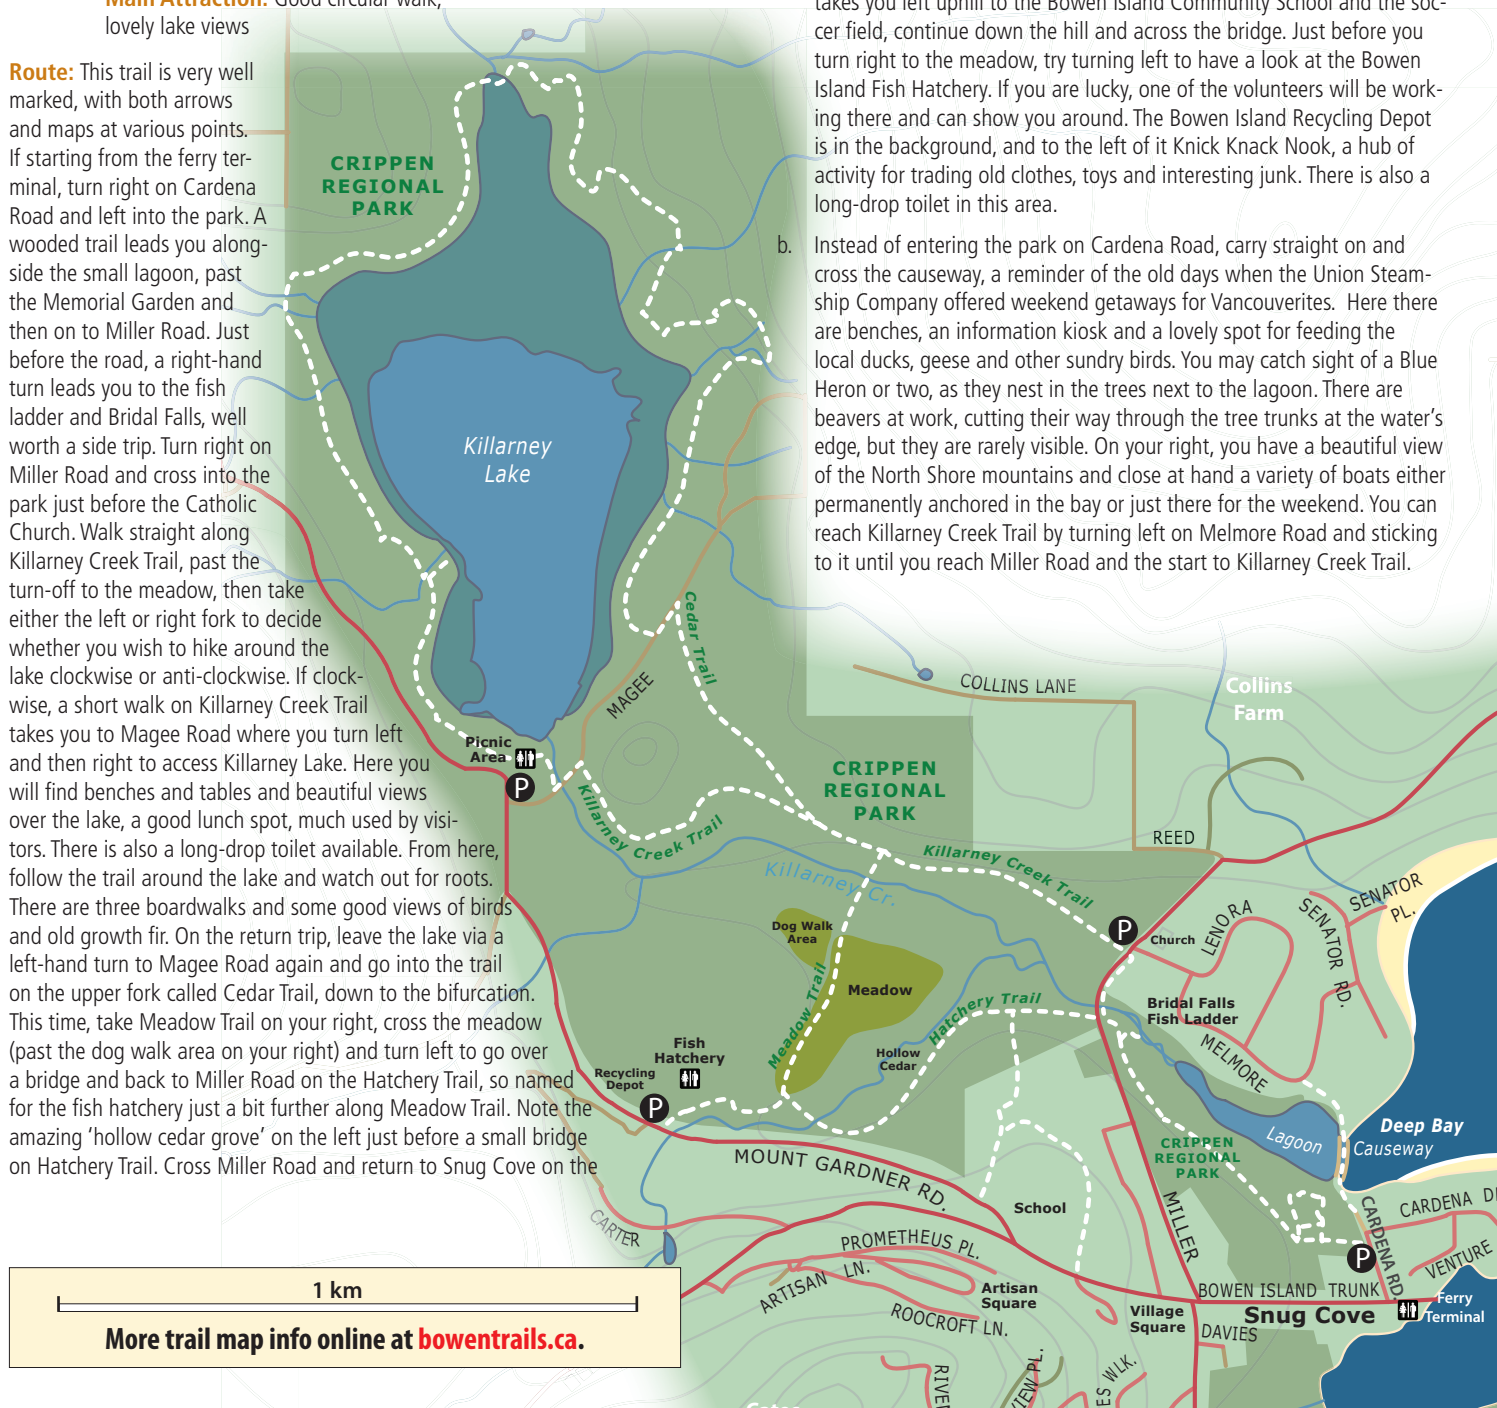 Main Attraction: Good circular walk,
lovely lake views
Route: This trail is very well
marked, with both arrows
and maps at various points.
If starting from the ferry ter-
minal, turn right on Cardena
Road and left into the park. A
wooded trail leads you along-
side the small lagoon, past
the Memorial Garden and
then on to Miller Road. Just
before the road, a right-hand
turn leads you to the fish
ladder and Bridal Falls, well
worth a side trip. Turn right on
Miller Road and cross into the
park just before the Catholic
Church. Walk straight along
Killarney Creek Trail, past the
turn-off to the meadow, then take
either the left or right fork to decide
whether you wish to hike around the
lake clockwise or anti-clockwise. If clock-
wise, a short walk on Killarney Creek Trail
takes you to Magee Road where you turn left
and then right to access Killarney Lake. Here you
will find benches and tables and beautiful views
over the lake, a good lunch spot, much used by visi-
tors. There is also a long-drop toilet available. From here,
follow the trail around the lake and watch out for roots.
There are three boardwalks and some good views of birds
and old growth fir. On the return trip, leave the lake via a
left-hand turn to Magee Road again and go into the trail
on the upper fork called Cedar Trail, down to the bifurcation.
This time, take Meadow Trail on your right, cross the meadow
(past the dog walk area on your right) and turn left to go over
a bridge and back to Miller Road on the Hatchery Trail, so named
for the fish hatchery just a bit further along Meadow Trail. Note the
amazing ‘hollow cedar grove’ on the left just before a small bridge
on Hatchery Trail. Cross Miller Road and return to Snug Cove on the
takes you left uphill to the Bowen Island Community School and the soc-
cer field, continue down the hill and across the bridge. Just before you
turn right to the meadow, try turning left to have a look at the Bowen
Island Fish Hatchery. If you are lucky, one of the volunteers will be work-
ing there and can show you around. The Bowen Island Recycling Depot
is in the background, and to the left of it Knick Knack Nook, a hub of
activity for trading old clothes, toys and interesting junk. There is also a
long-drop toilet in this area.
b. Instead of entering the park on Cardena Road, carry straight on and
cross the causeway, a reminder of the old days when the Union Steam-
ship Company offered weekend getaways for Vancouverites. Here there
are benches, an information kiosk and a lovely spot for feeding the
local ducks, geese and other sundry birds. You may catch sight of a Blue
Heron or two, as they nest in the trees next to the lagoon. There are
beavers at work, cutting their way through the tree trunks at the water’s
edge, but they are rarely visible. On your right, you have a beautiful view
of the North Shore mountains and close at hand a variety of boats either
permanently anchored in the bay or just there for the weekend. You can
reach Killarney Creek Trail by turning left on Melmore Road and sticking
to it until you reach Miller Road and the start to Killarney Creek Trail.
CRIPPEN
REGIONAL
PARK
Killarney
Lake
Cedar Trail
MAGEE
COLLINS LANE
Collins
Farm
Picnic
Area
P
CRIPPEN
REGIONAL
PARK
Killarney Creek Trail
REED
Killarney Creek Trail
Killarney Cr.
SENATOR
PL.
LENORA
SENATOR RD.
P
Church
Dog Walk
Area
Meadow
Meadow Trail
Hatchery Trail
Bridal Falls
Fish Ladder
Fish
Hatchery
Hollow
Cedar
MELMORE
Recycling
Depot
P
Lagoon
Deep Bay
Causeway
CRIPPEN
REGIONAL
PARK
MOUNT GARDNER RD.
MILLER
School
CARDENA D
CARDENA RD.
CARTER
PROMETHEUS PL.
VENTURE
P
ARTISAN LN.
Artisan
Square
BOWEN ISLAND TRUNK
Ferry
Terminal
ROOCROFT LN.
Village
Square
Snug Cove
DAVIES
RIVE
VIEW PL.
ES WLK.
1 km
More trail map info online at bowentrails.ca.